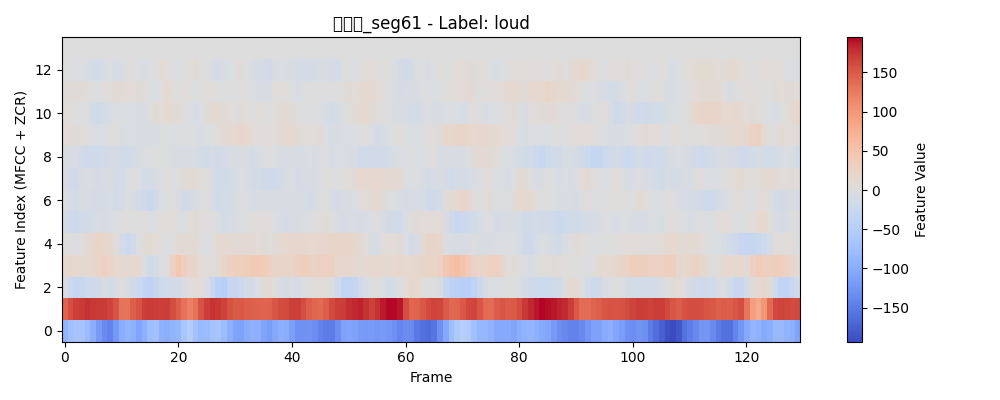 _seg61 - Label: loud
Feature Index (MFCC + ZCR)
12
10
8
6
4
2
0
0 20 40 60 80 100 120
Frame
150
100
50
0
−50
−100
−150
Feature Value